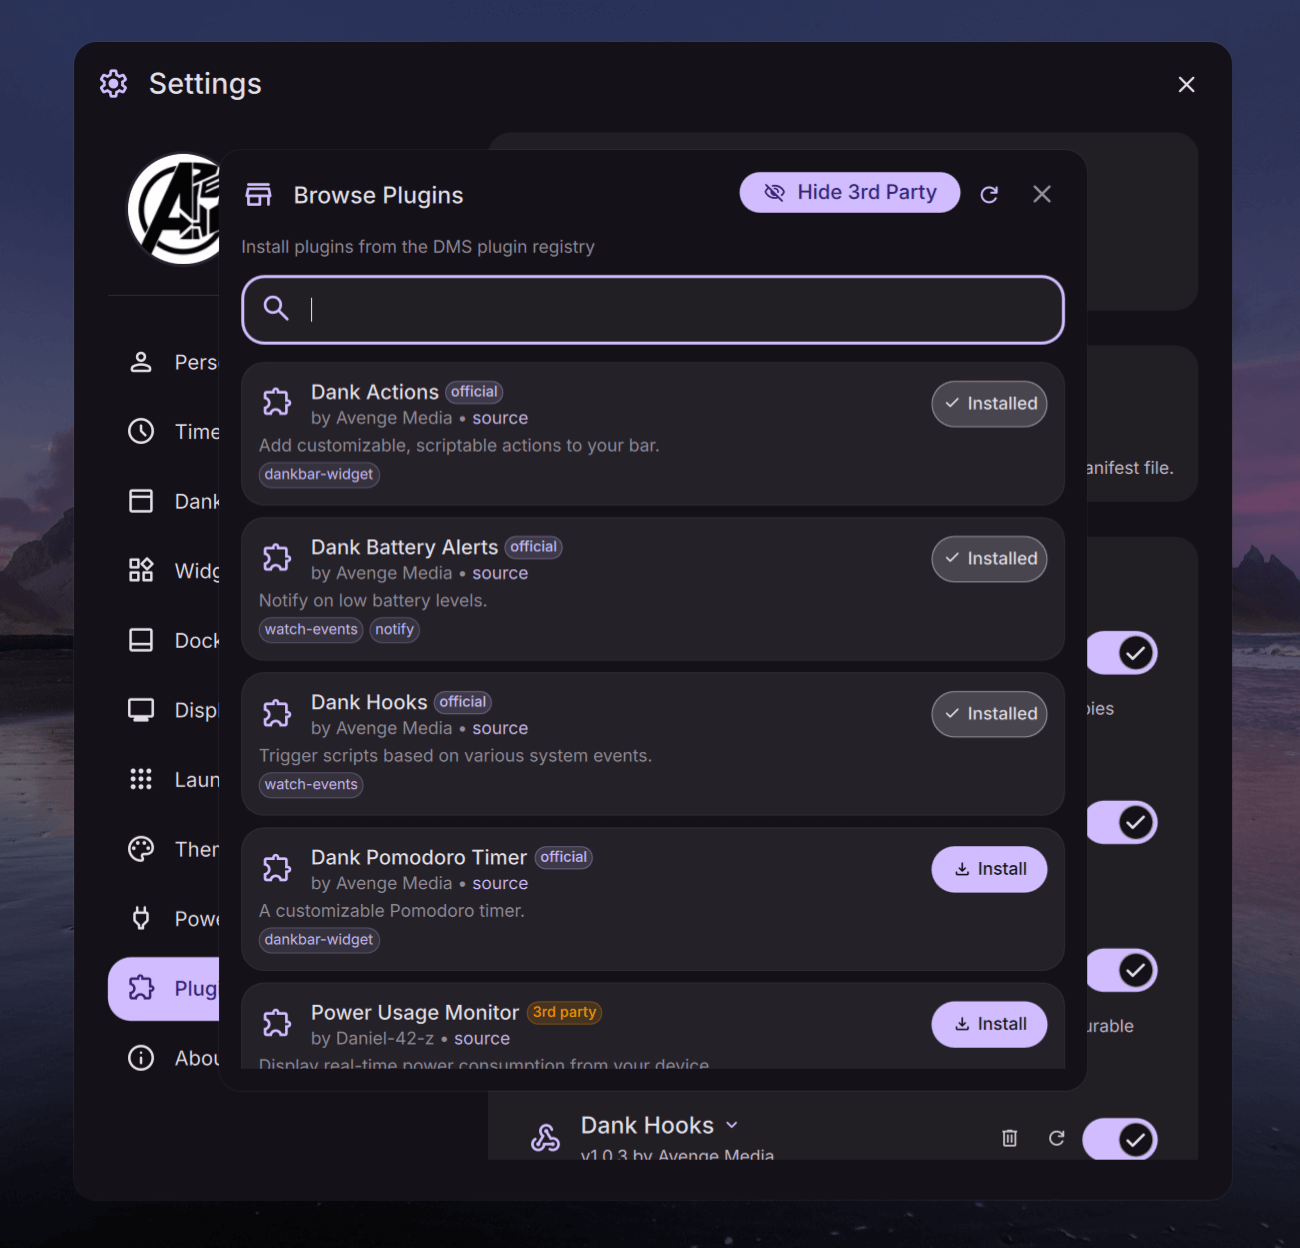 Settings
Browse Plugins
Hide 3rd Party
Install plugins from the DMS plugin registry
Dank Actions official
by Avenge Media • source
Installed
Add customizable, scriptable actions to your bar.
dankbar-widget
Dank Battery Alerts official
by Avenge Media • source
Installed
Notify on low battery levels.
watch-events notify
Dank Hooks official
by Avenge Media • source
Installed
Trigger scripts based on various system events.
watch-events
Dank Pomodoro Timer official
by Avenge Media • source
Install
A customizable Pomodoro timer.
dankbar-widget
Power Usage Monitor 3rd party
by Daniel-42-z • source
Install
Display real-time power consumption from your device
Pers
Time
Dank
Widg
Dock
Disp
Laun
Ther
Powe
Plug
Abou
anifest file.
pies
urable
Dank Hooks
v1.0.3 by Avenge Media